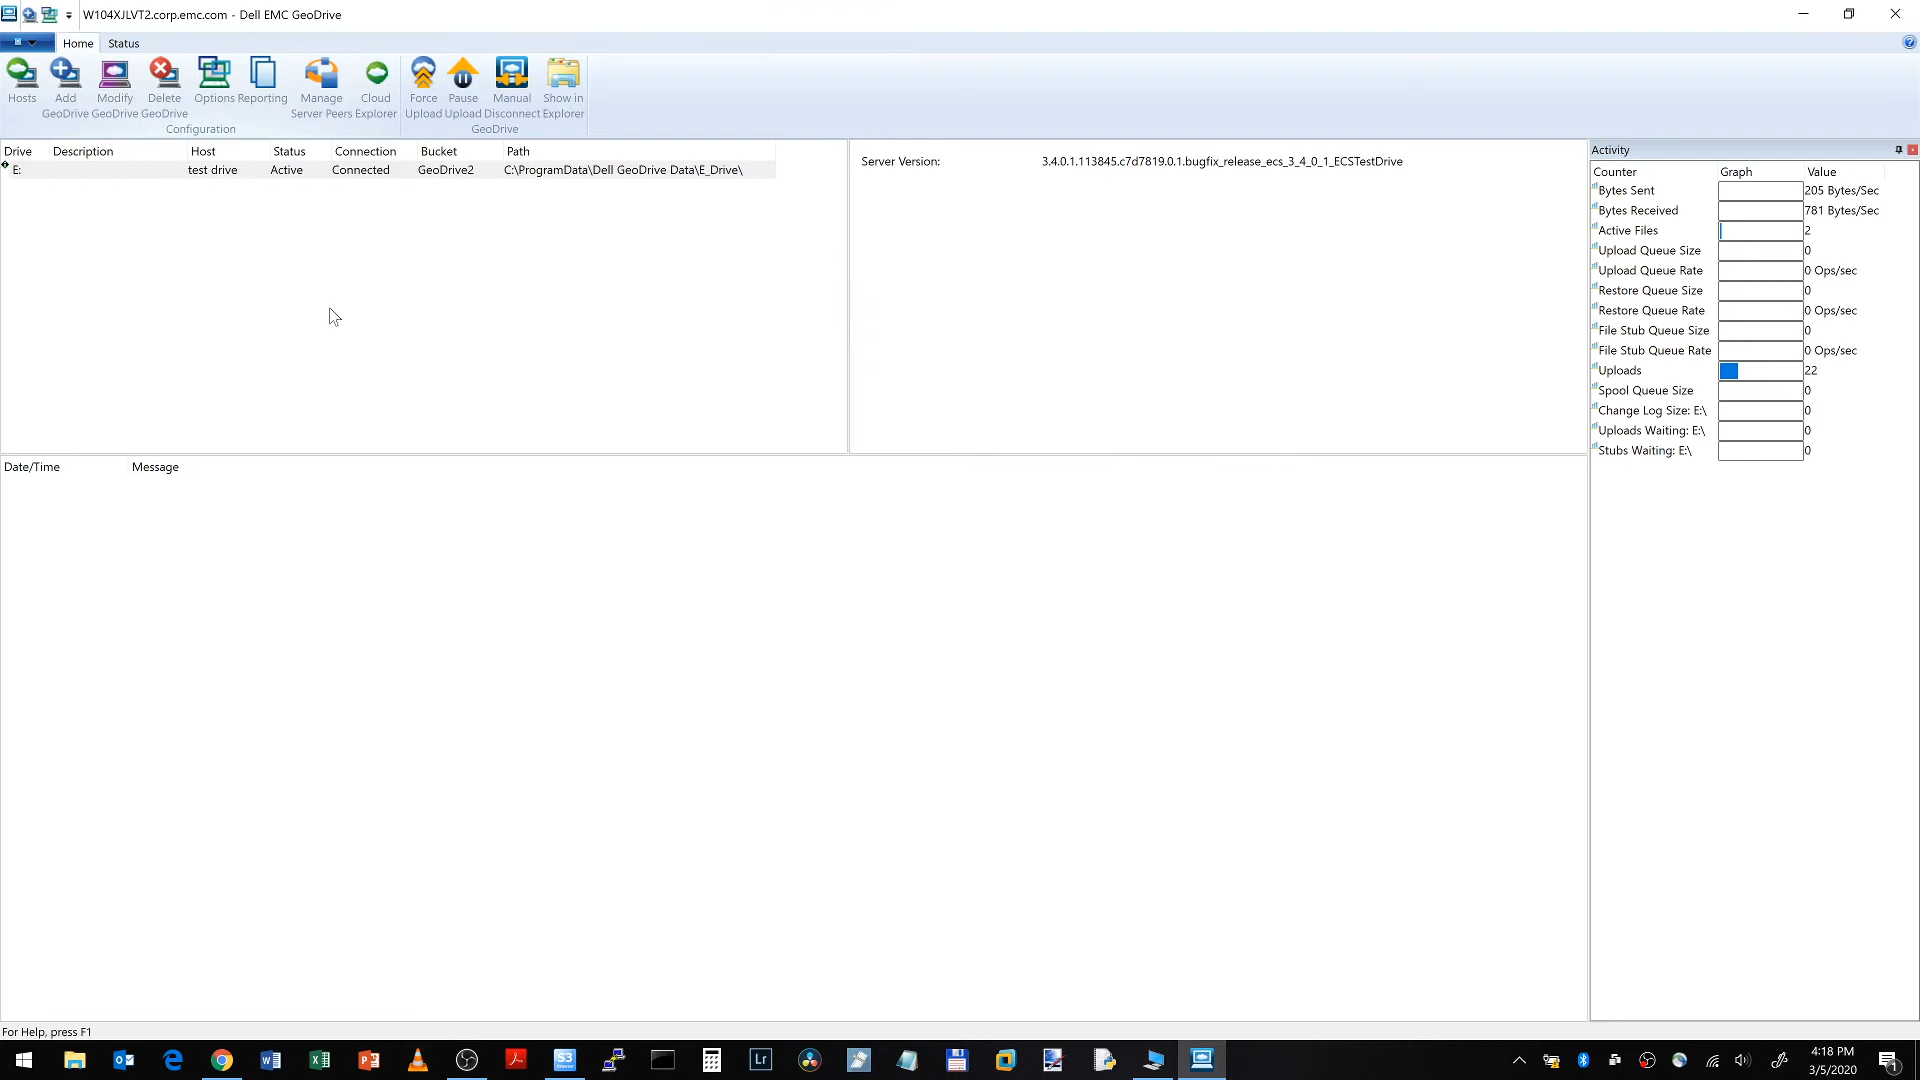 W104XJLVT2.corp.emc.com - Dell EMC GeoDrive
Home Status
Hosts Add GeoDrive Modify GeoDrive Delete GeoDrive Options Reporting Manage Server Peers Cloud Explorer Force Upload Pause Upload Manual Disconnect Show in Explorer
Configuration GeoDrive
Drive Description Host Status Connection Bucket Path
E: test drive Active Connected GeoDrive2 C:\ProgramData\Dell GeoDrive Data\E_Drive\
Server Version: 3.4.0.1.113845.c7d7819.0.1.bugfix_release_ecs_3_4_0_1_ECSTestDrive
Activity
Counter Graph Value
Bytes Sent 205 Bytes/Sec
Bytes Received 781 Bytes/Sec
Active Files 2
Upload Queue Size 0
Upload Queue Rate 0 Ops/sec
Restore Queue Size 0
Restore Queue Rate 0 Ops/sec
File Stub Queue Size 0
File Stub Queue Rate 0 Ops/sec
Uploads 22
Spool Queue Size 0
Change Log Size: E:\ 0
Uploads Waiting: E:\ 0
Stubs Waiting: E:\ 0
Date/Time Message
For Help, press F1
S3
Lr
4:18 PM
3/5/2020
1